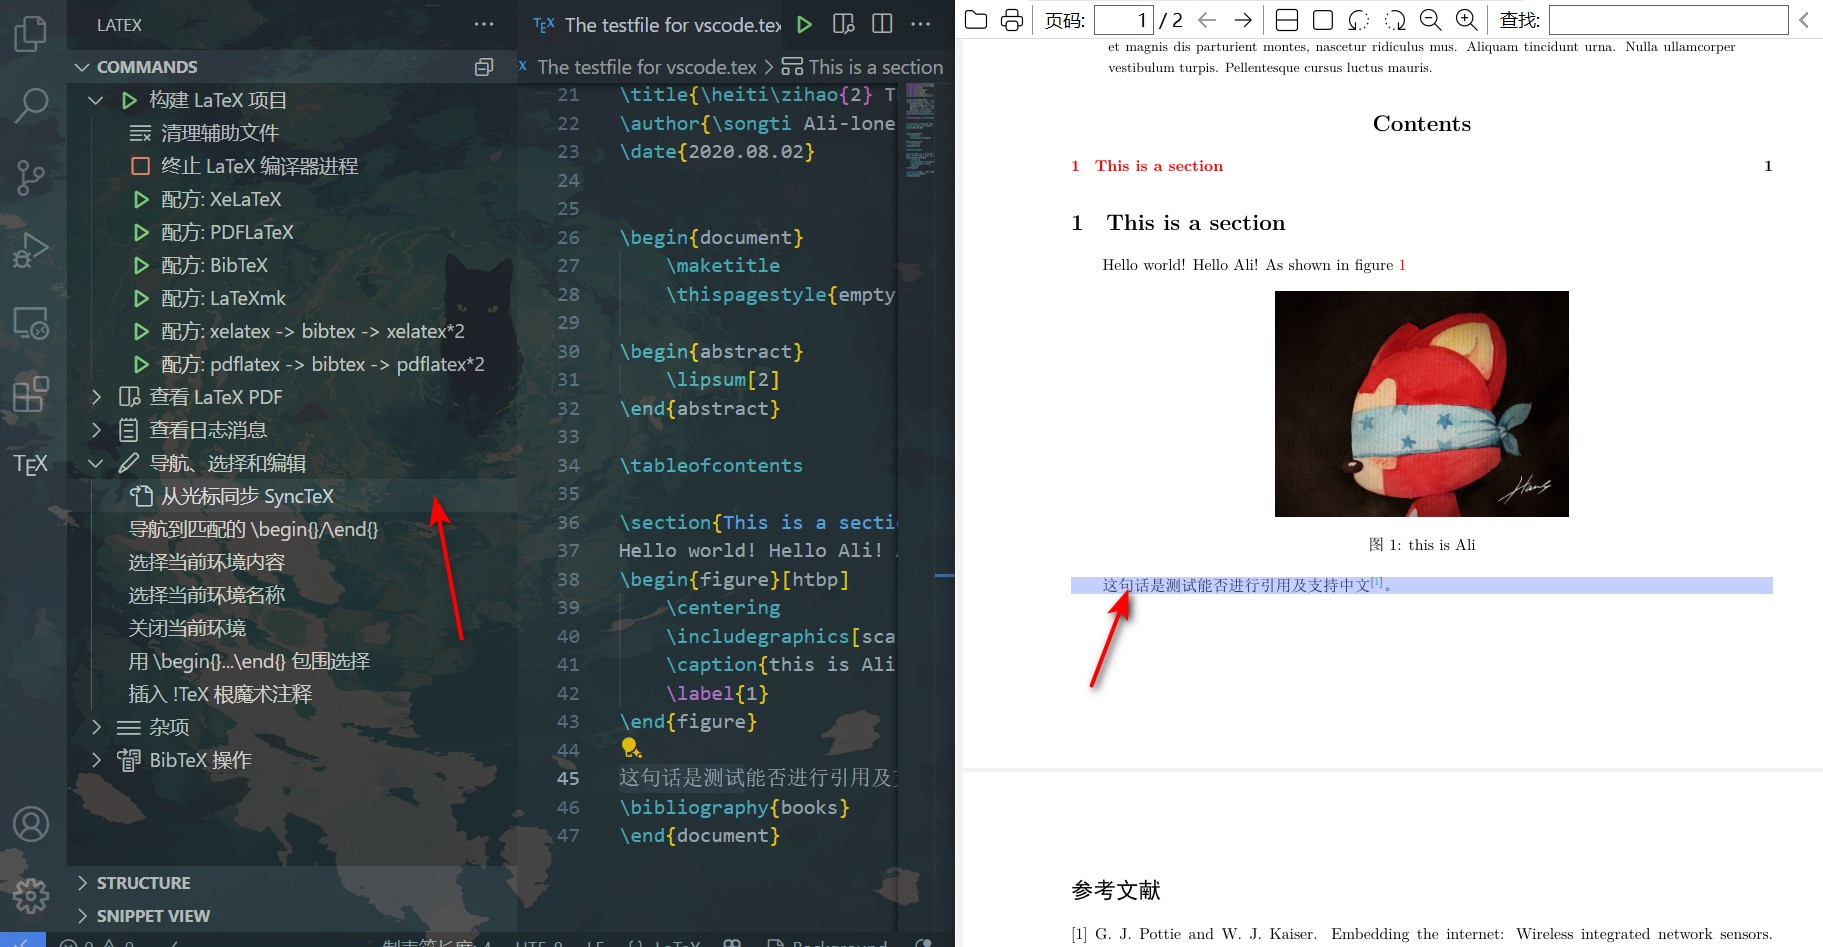 LATEX
COMMANDS
构建 LaTeX 项目
清理辅助文件
终止 LaTeX 编译器进程
配方: XeLaTeX
配方: PDFLaTeX
配方: BibTeX
配方: LaTeXmk
配方: xelatex -> bibtex -> xelatex*2
配方: pdflatex -> bibtex -> pdflatex*2
查看 LaTeX PDF
查看日志消息
导航、选择和编辑
从光标同步 SyncTeX
导航到匹配的 \begin{}/\end{}
选择当前环境内容
选择当前环境名称
关闭当前环境
用 \begin{}...\end{} 包围选择
插入 !TeX 根魔术注释
杂项
BibTeX 操作
STRUCTURE
SNIPPET VIEW
TEX
TEX The testfile for vscode.tex
The testfile for vscode.tex > This is a section
21 \title{\heiti\zihao{2} T
22 \author{\songti Ali-lone
23 \date{2020.08.02}
24
25
26 \begin{document}
27 \maketitle
28 \thispagestyle{empty
29
30 \begin{abstract}
31 \lipsum[2]
32 \end{abstract}
33
34 \tableofcontents
35
36 \section{This is a secti
37 Hello world! Hello Ali!
38 \begin{figure}[htbp]
39 \centering
40 \includegraphics[sca
41 \caption{this is Ali
42 \label{1}
43 \end{figure}
44
45 这句话是测试能否进行引用及
46 \bibliography{books}
47 \end{document}
页码: 1 / 2 查找:
et magnis dis parturient montes, nascetur ridiculus mus. Aliquam tincidunt urna. Nulla ullamcorper
vestibulum turpis. Pellentesque cursus luctus mauris.
Contents
1 This is a section 1
1 This is a section
Hello world! Hello Ali! As shown in figure 1
Hans
图 1: this is Ali
这句话是测试能否进行引用及支持中文[1]。
参考文献
[1] G. J. Pottie and W. J. Kaiser. Embedding the internet: Wireless integrated network sensors.